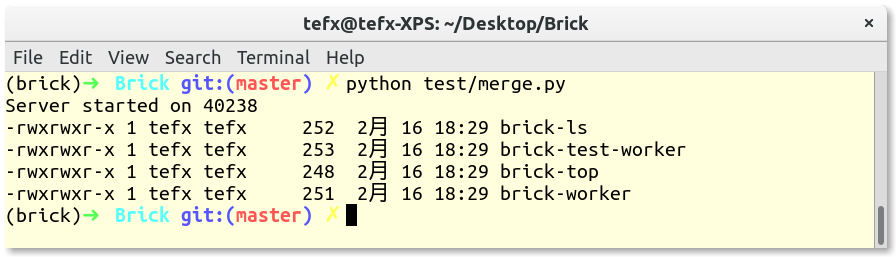 tefx@tefx-XPS: ~/Desktop/Brick ×
File Edit View Search Terminal Help
(brick)➜ Brick git:(master) ✗ python test/merge.py
Server started on 40238
-rwxrwxr-x 1 tefx tefx     252  2月 16 18:29 brick-ls
-rwxrwxr-x 1 tefx tefx     253  2月 16 18:29 brick-test-worker
-rwxrwxr-x 1 tefx tefx     248  2月 16 18:29 brick-top
-rwxrwxr-x 1 tefx tefx     251  2月 16 18:29 brick-worker
(brick)➜ Brick git:(master) ✗